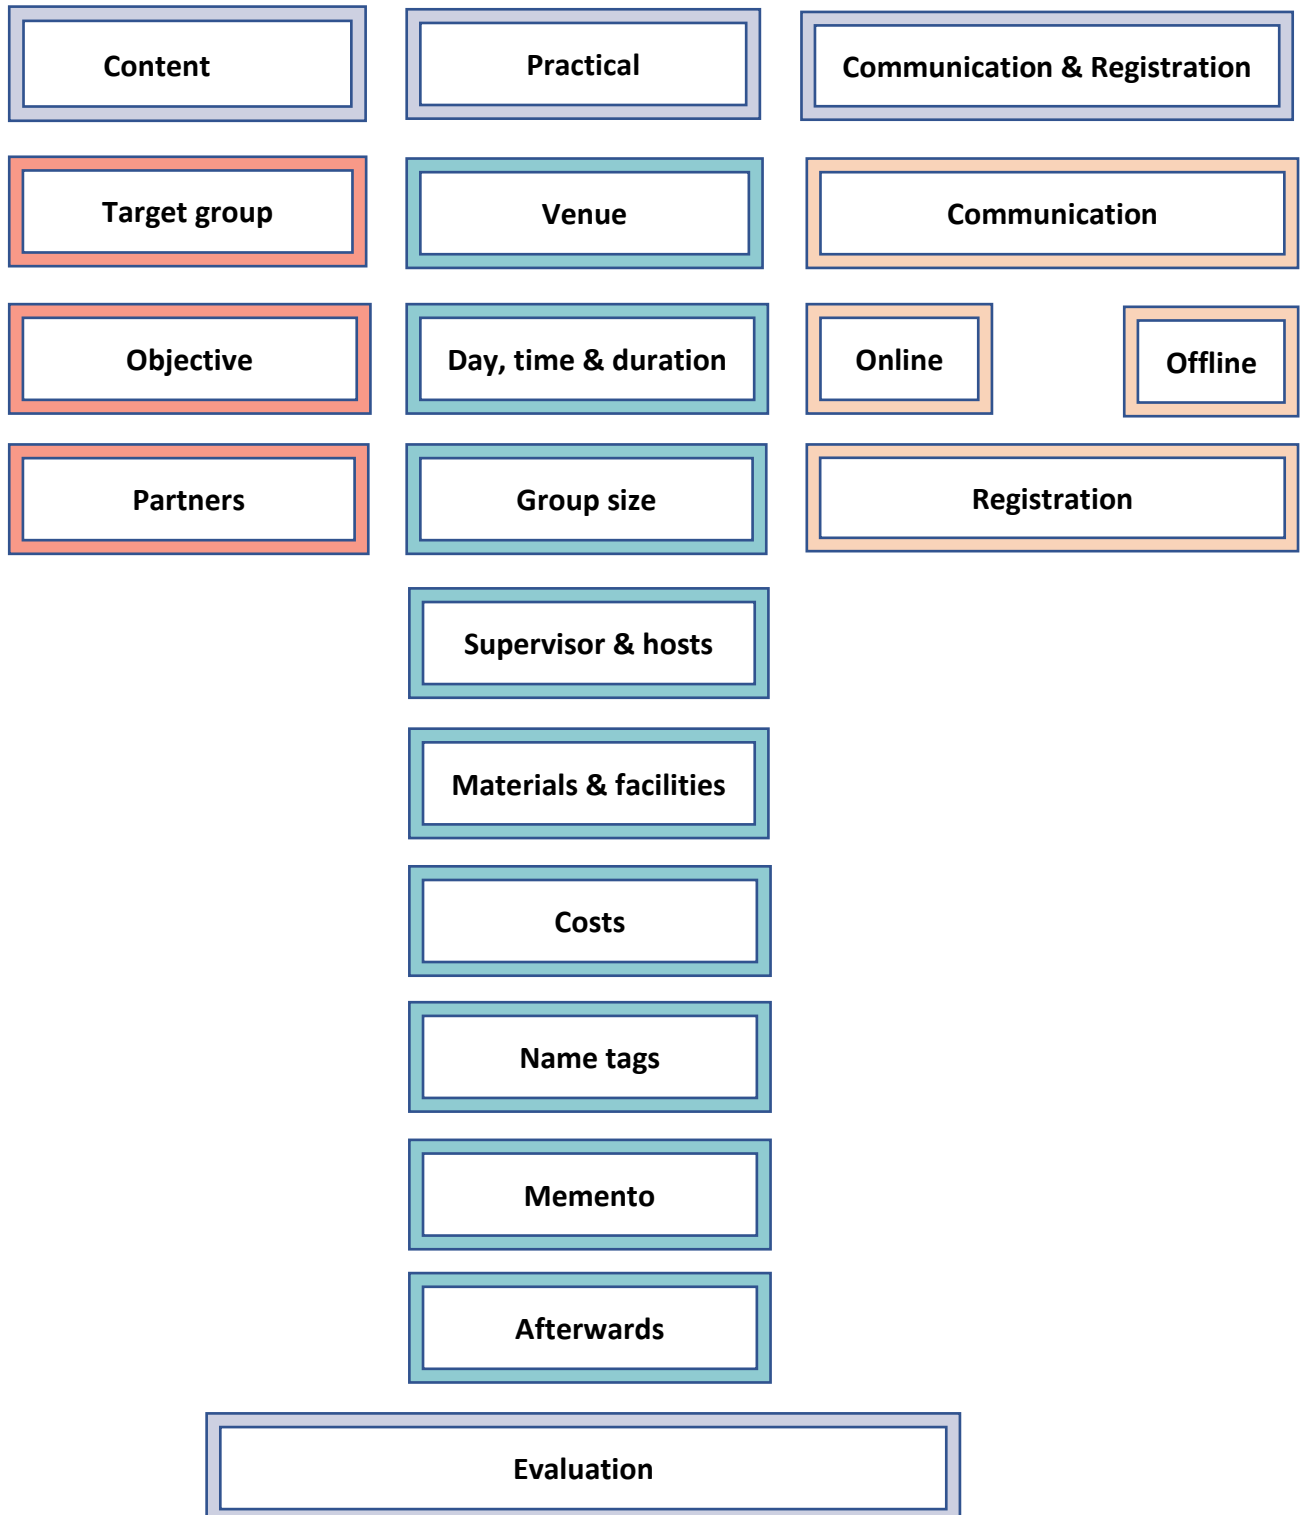 Content
Practical
Communication & Registration
Target group
Venue
Communication
Objective
Day, time & duration
Online
Offline
Partners
Group size
Registration
Supervisor & hosts
Materials & facilities
Costs
Name tags
Memento
Afterwards
Evaluation